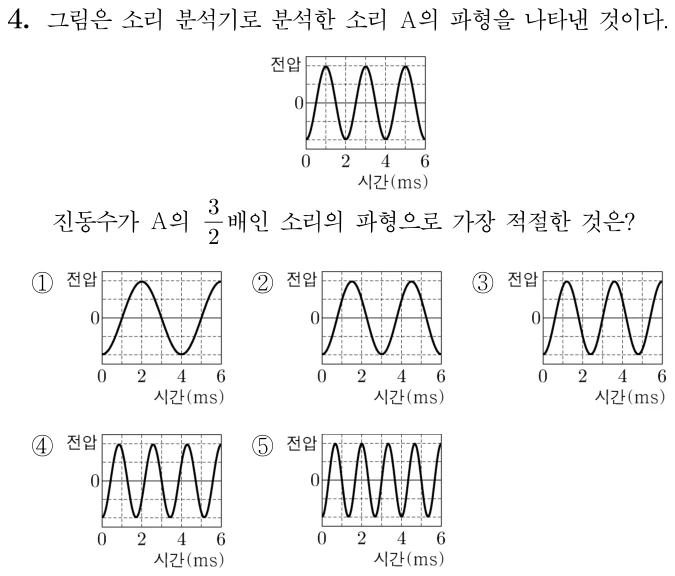 4. 그림은 소리 분석기로 분석한 소리 A의 파형을 나타낸 것이다.
전압
0
0 2 4 6
시간(ms)
진동수가 A의 3/2배인 소리의 파형으로 가장 적절한 것은?
① 전압
0
0 2 4 6
시간(ms)
② 전압
0
0 2 4 6
시간(ms)
③ 전압
0
0 2 4 6
시간(ms)
④ 전압
0
0 2 4 6
시간(ms)
⑤ 전압
0
0 2 4 6
시간(ms)